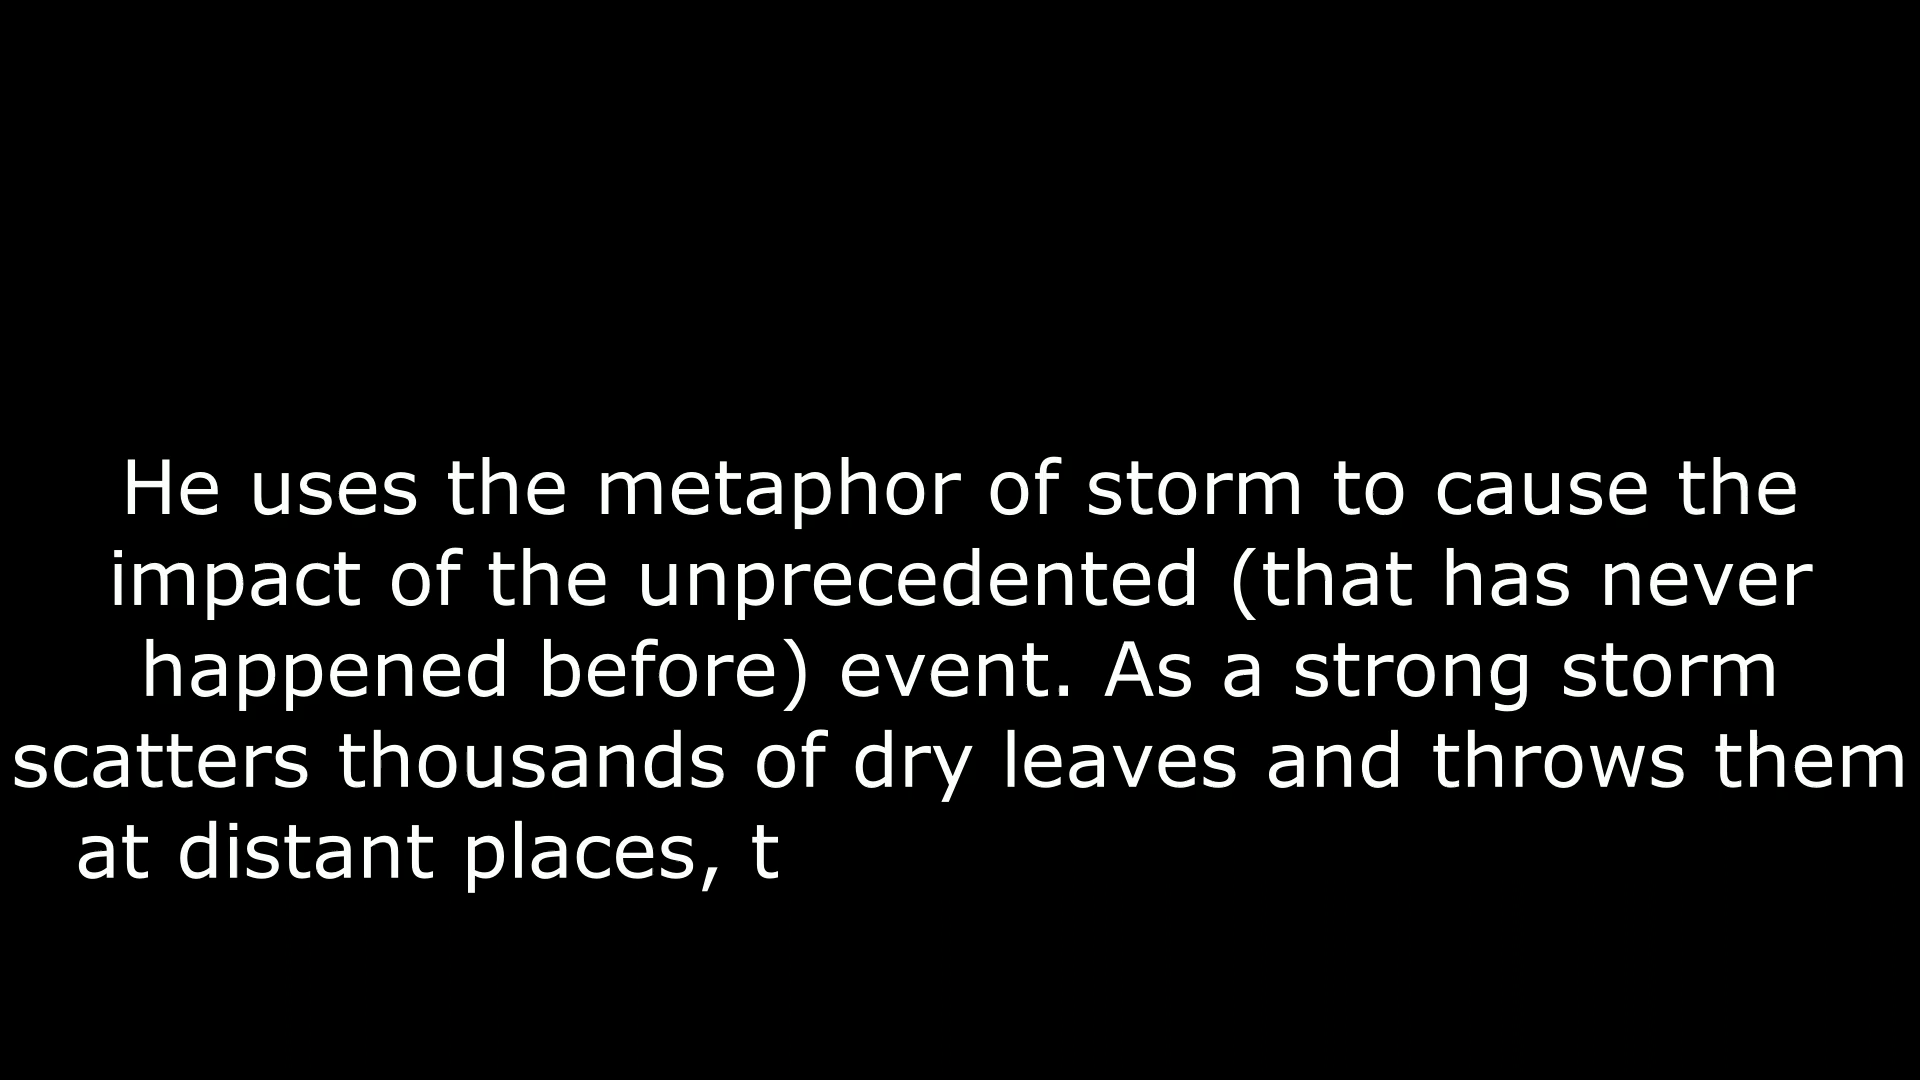 He uses the metaphor of storm to cause the
impact of the unprecedented (that has never
happened before) event. As a strong storm
scatters thousands of dry leaves and throws them
at distant places, t